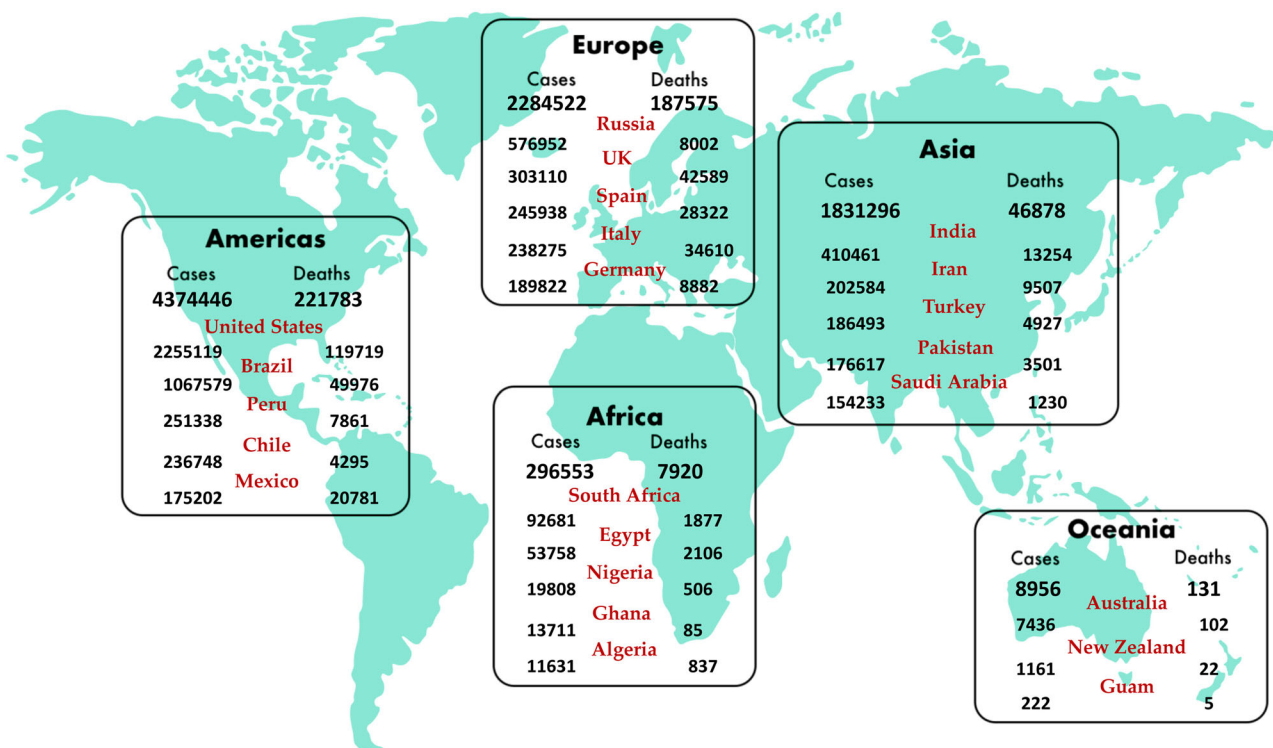 Europe
Cases Deaths
2284522 187575
Russia
576952 8002
UK
303110 42589
Spain
245938 28322
Italy
238275 34610
Germany
189822 8882
Asia
Cases Deaths
1831296 46878
India
410461 13254
Iran
202584 9507
Turkey
186493 4927
Pakistan
176617 3501
Saudi Arabia
154233 1230
Americas
Cases Deaths
4374446 221783
United States
2255119 119719
Brazil
1067579 49976
Peru
251338 7861
Chile
236748 4295
Mexico
175202 20781
Africa
Cases Deaths
296553 7920
South Africa
92681 1877
Egypt
53758 2106
Nigeria
19808 506
Ghana
13711 85
Algeria
11631 837
Oceania
Cases Deaths
8956 131
Australia
7436 102
New Zealand
1161 22
Guam
222 5